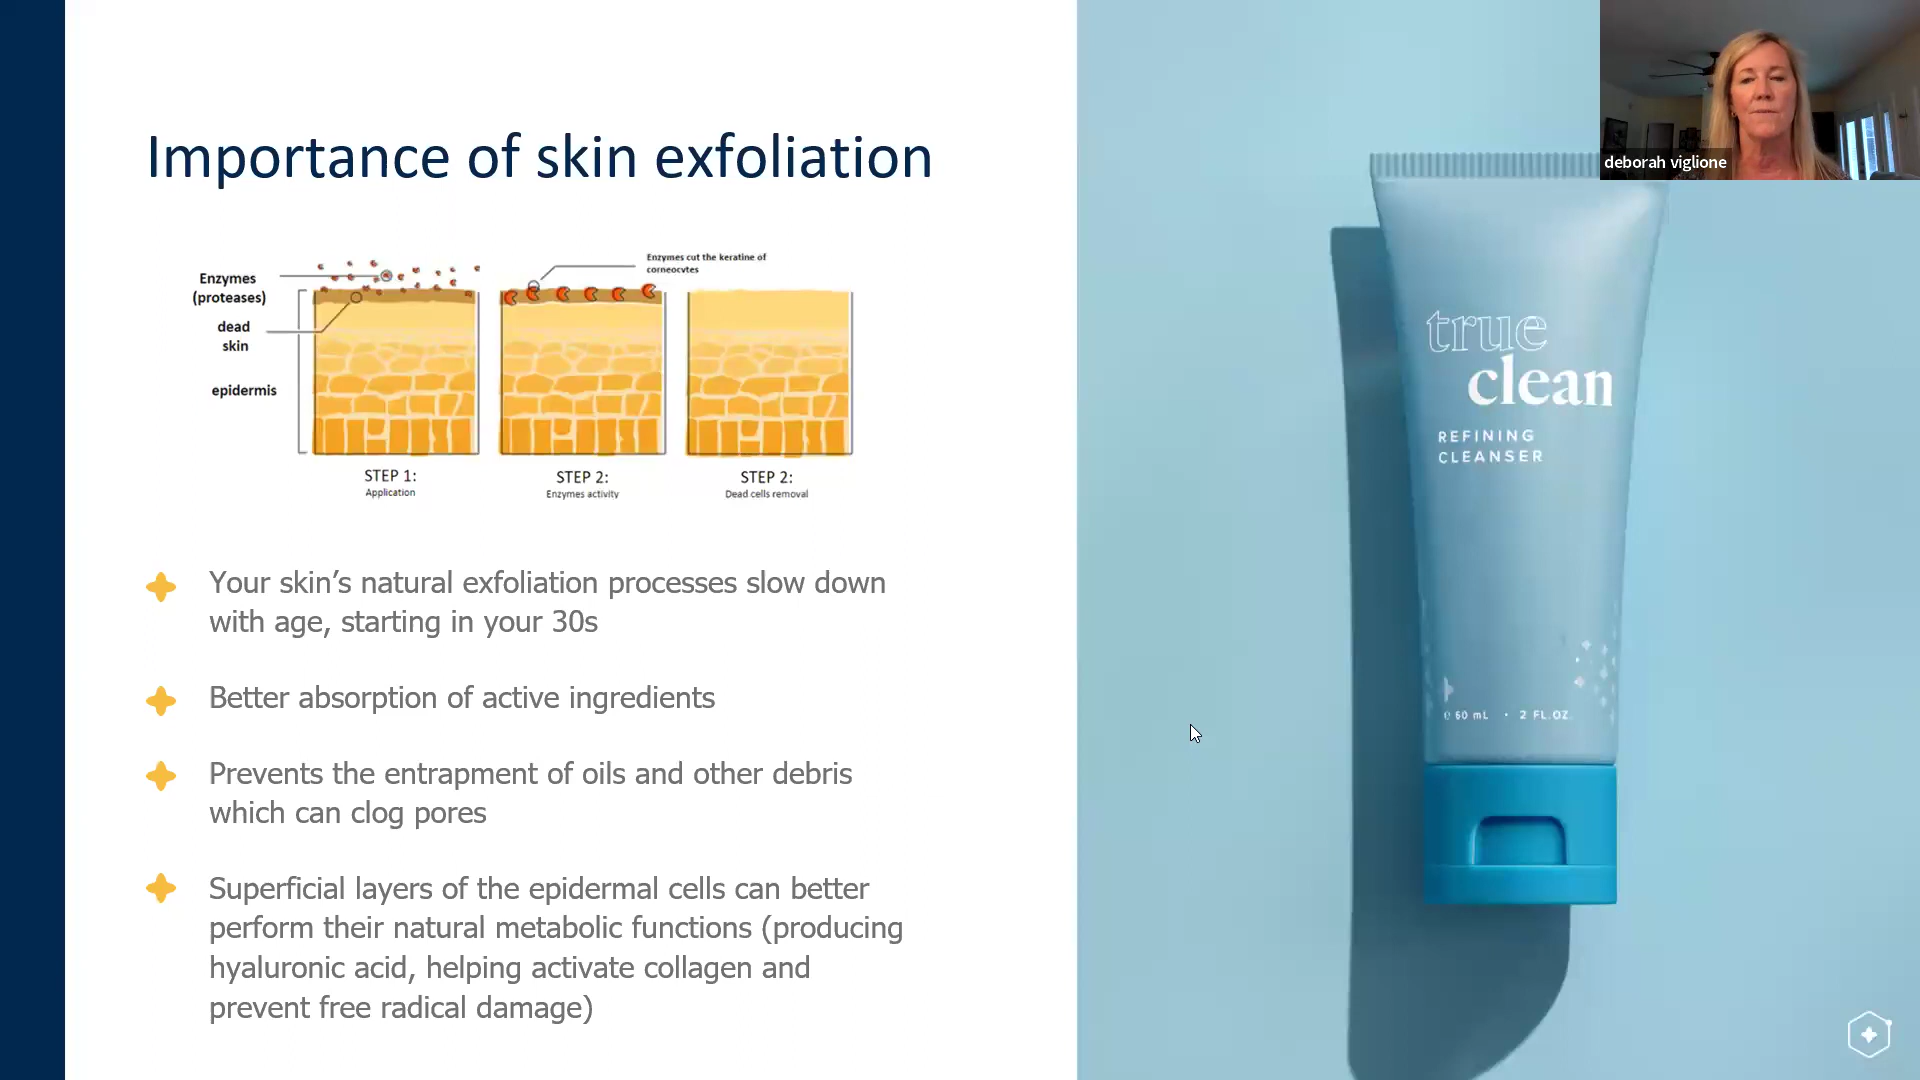 Importance of skin exfoliation
Enzymes
(proteases)
dead
skin
epidermis
Enzymes cut the keratine of
corneocytes
STEP 1:
Application
STEP 2:
Enzymes activity
STEP 2:
Dead cells removal
Your skin’s natural exfoliation processes slow down
with age, starting in your 30s
Better absorption of active ingredients
Prevents the entrapment of oils and other debris
which can clog pores
Superficial layers of the epidermal cells can better
perform their natural metabolic functions (producing
hyaluronic acid, helping activate collagen and
prevent free radical damage)
true
clean
REFINING
CLEANSER
e 60 mL · 2 FL.OZ.
deborah viglione